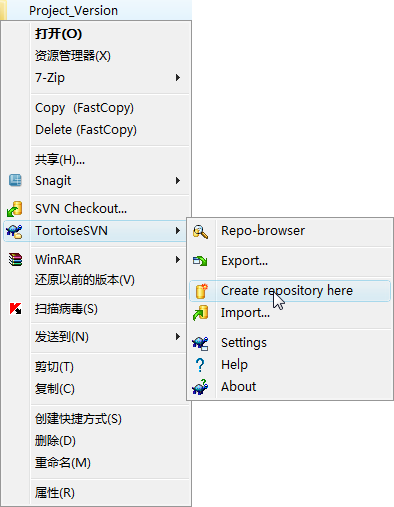 Project_Version
打开(O)
资源管理器(X)
7-Zip
Copy (FastCopy)
Delete (FastCopy)
共享(H)...
Snagit
SVN Checkout...
TortoiseSVN
WinRAR
还原以前的版本(V)
扫描病毒(S)
发送到(N)
剪切(T)
复制(C)
创建快捷方式(S)
删除(D)
重命名(M)
属性(R)
Repo-browser
Export...
Create repository here
Import...
Settings
Help
About